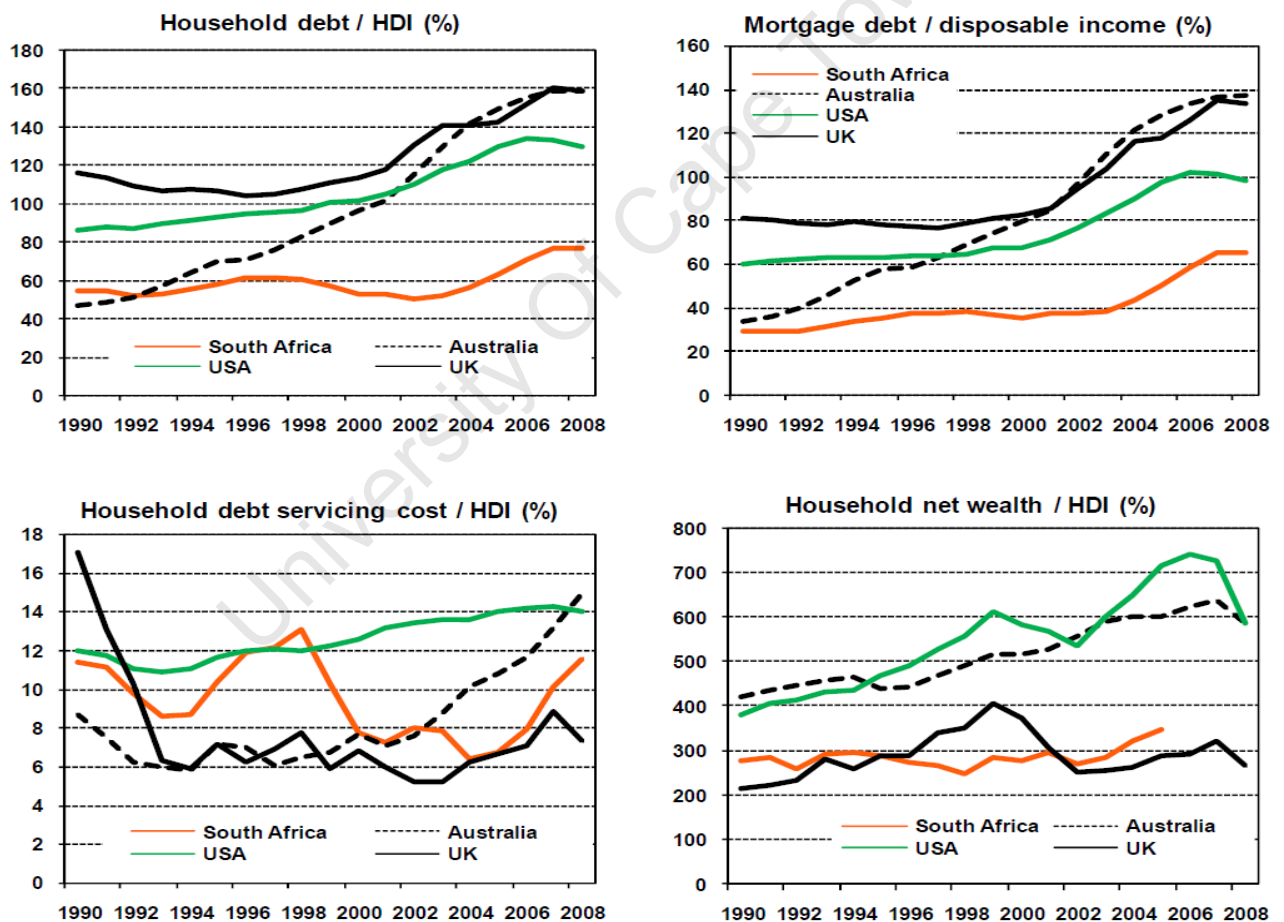 Household debt / HDI (%)
180
160
140
120
100
80
60
40
20
0
South Africa
Australia
USA
UK
1990 1992 1994 1996 1998 2000 2002 2004 2006 2008
Mortgage debt / disposable income (%)
160
140
120
100
80
60
40
20
0
South Africa
Australia
USA
UK
1990 1992 1994 1996 1998 2000 2002 2004 2006 2008
Household debt servicing cost / HDI (%)
18
16
14
12
10
8
6
4
2
0
South Africa
Australia
USA
UK
1990 1992 1994 1996 1998 2000 2002 2004 2006 2008
Household net wealth / HDI (%)
800
700
600
500
400
300
200
100
0
South Africa
Australia
USA
UK
1990 1992 1994 1996 1998 2000 2002 2004 2006 2008
University Of Cape